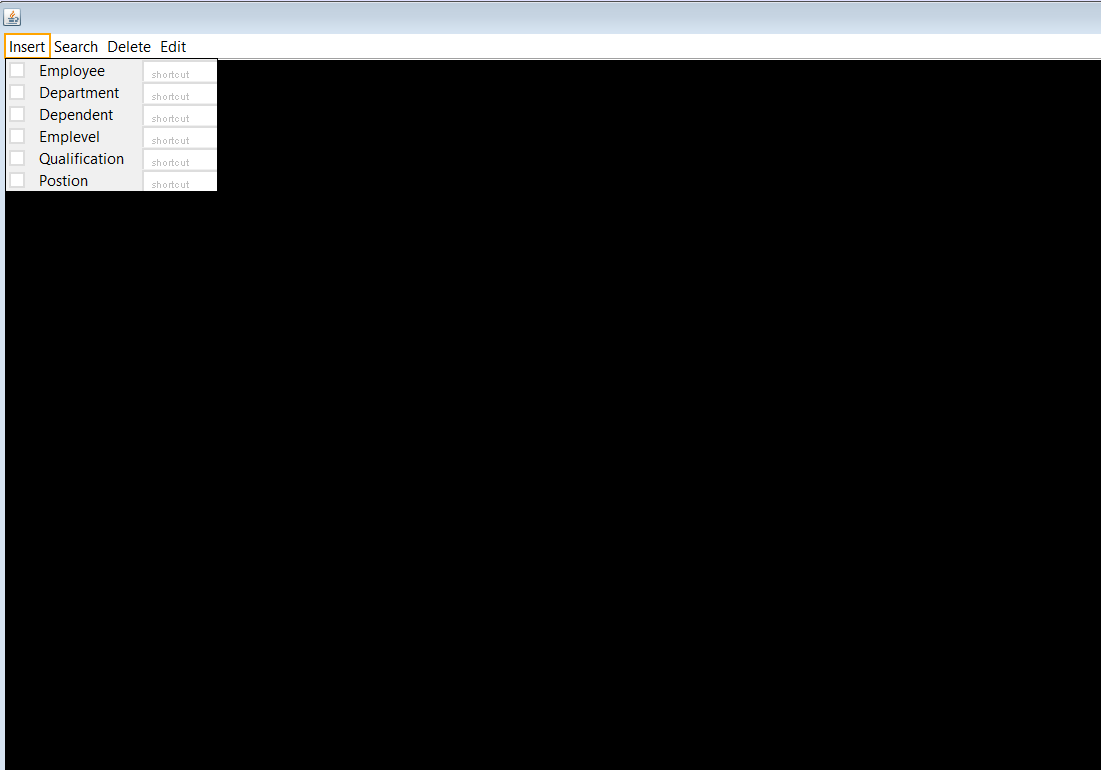 Insert Search Delete Edit
Employee shortcut
Department shortcut
Dependent shortcut
Emplevel shortcut
Qualification shortcut
Postion shortcut